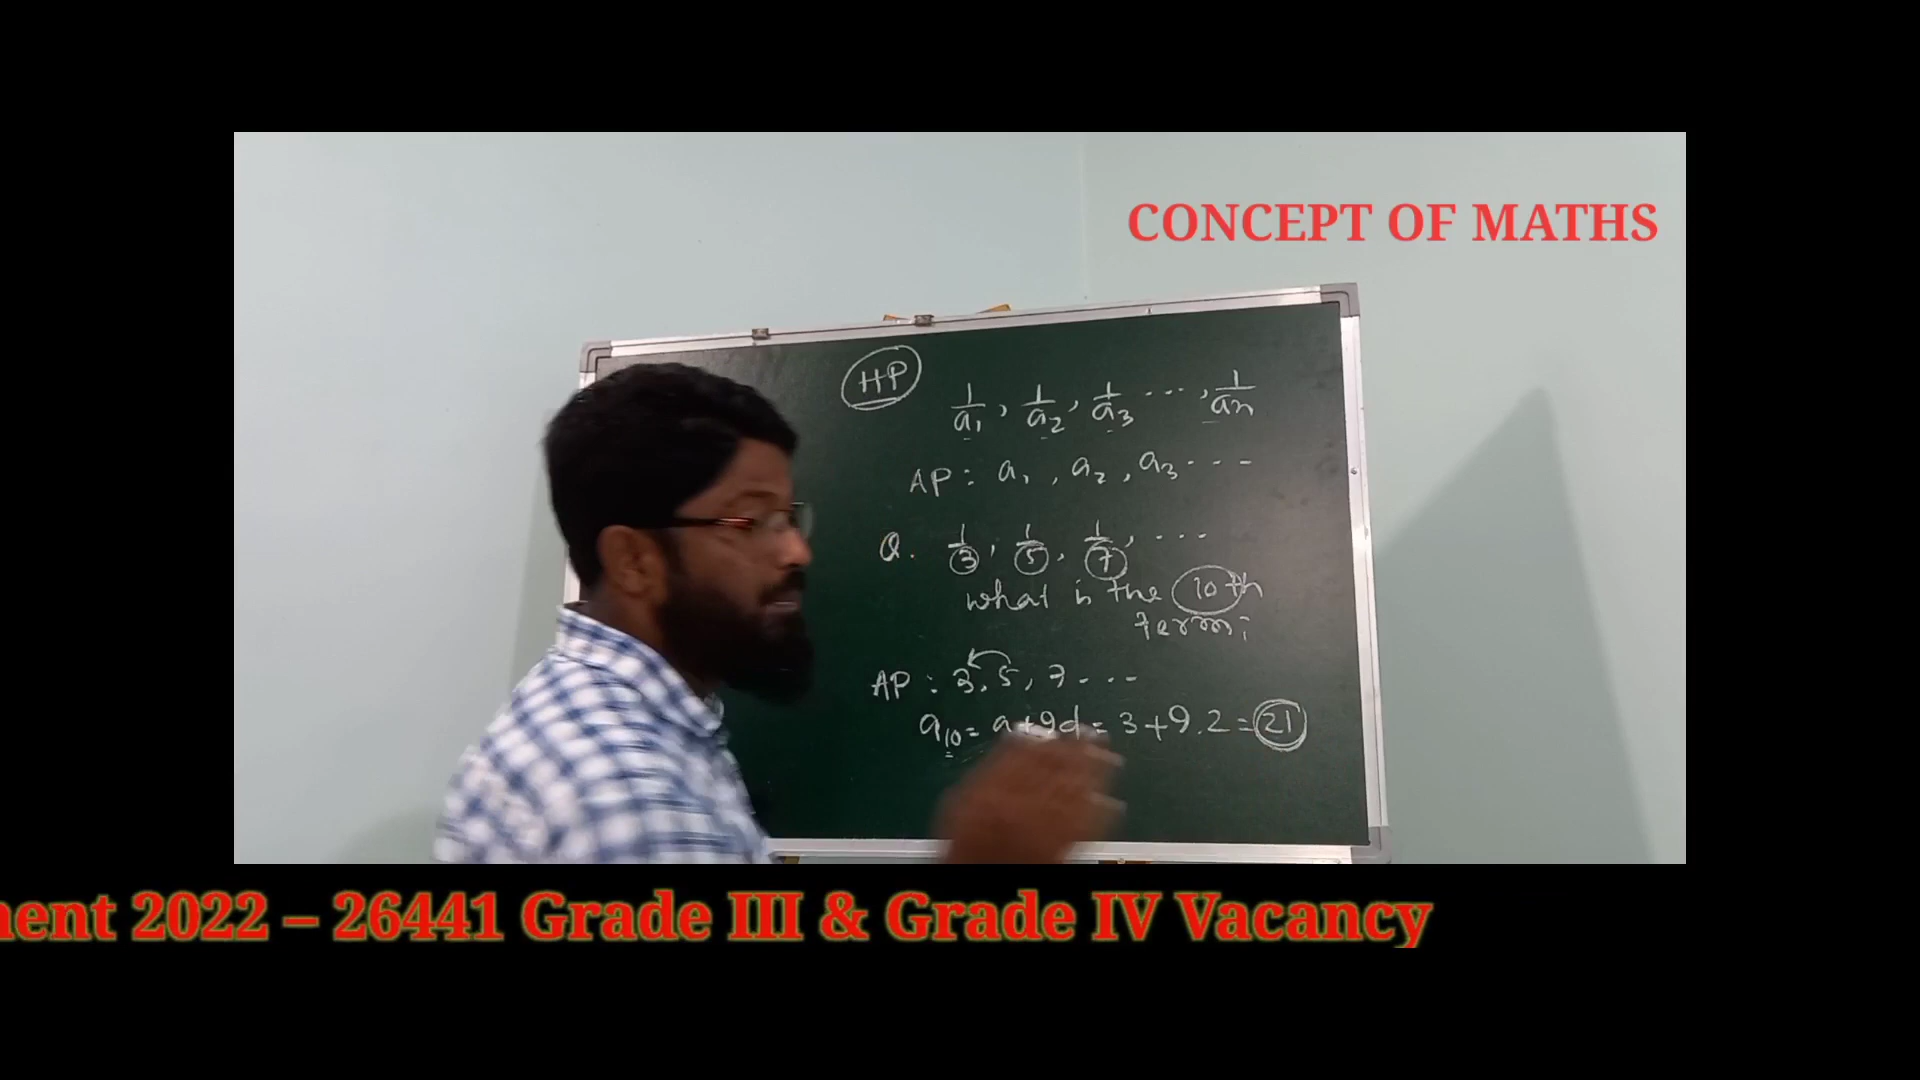 CONCEPT OF MATHS
HP
1/a₁, 1/a₂, 1/a₃ ..., 1/aₙ
AP: a₁, a₂, a₃...
Q. 1/3, 1/5, 1/7, ...
what is the 10th
term;
AP: 3, 5, 7...
a₁₀ = a+9d = 3+9.2 = 21
ment 2022 – 26441 Grade III & Grade IV Vacancy